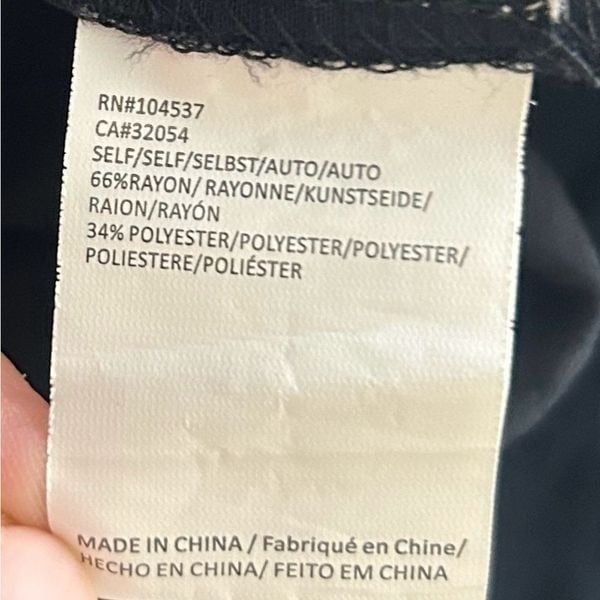 RN#104537
CA#32054
SELF/SELF/SELBST/AUTO/AUTO
66%RAYON/ RAYONNE/KUNSTSEIDE/
RAION/RAYÓN
34% POLYESTER/POLYESTER/POLYESTER/
POLIESTERE/POLIÉSTER
MADE IN CHINA / Fabriqué en Chine/
HECHO EN CHINA/ FEITO EM CHINA